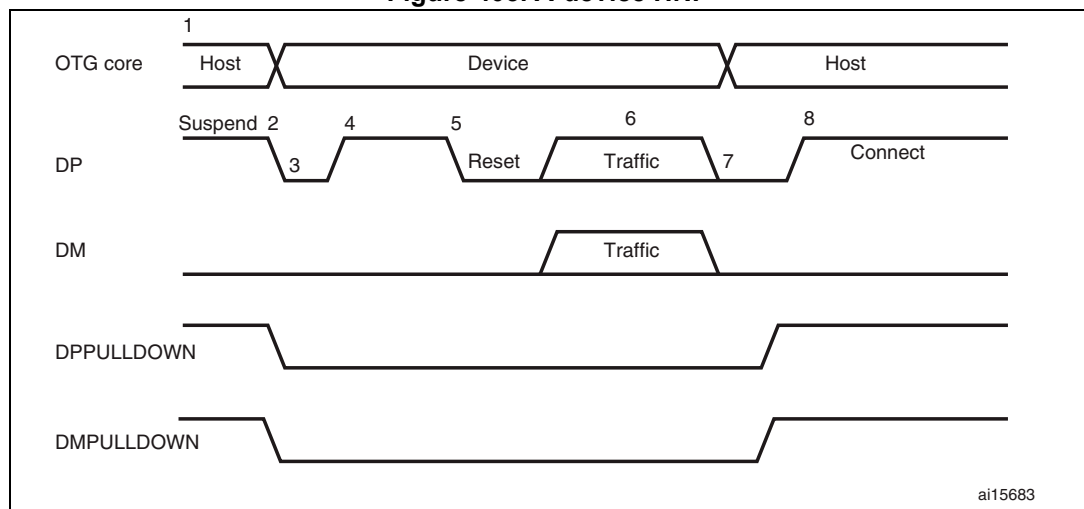 1
OTG core Host Device Host
Suspend 2 4 5 6 8
DP 3 Reset Traffic 7 Connect
DM Traffic
DPPULLDOWN
DMPULLDOWN
ai15683